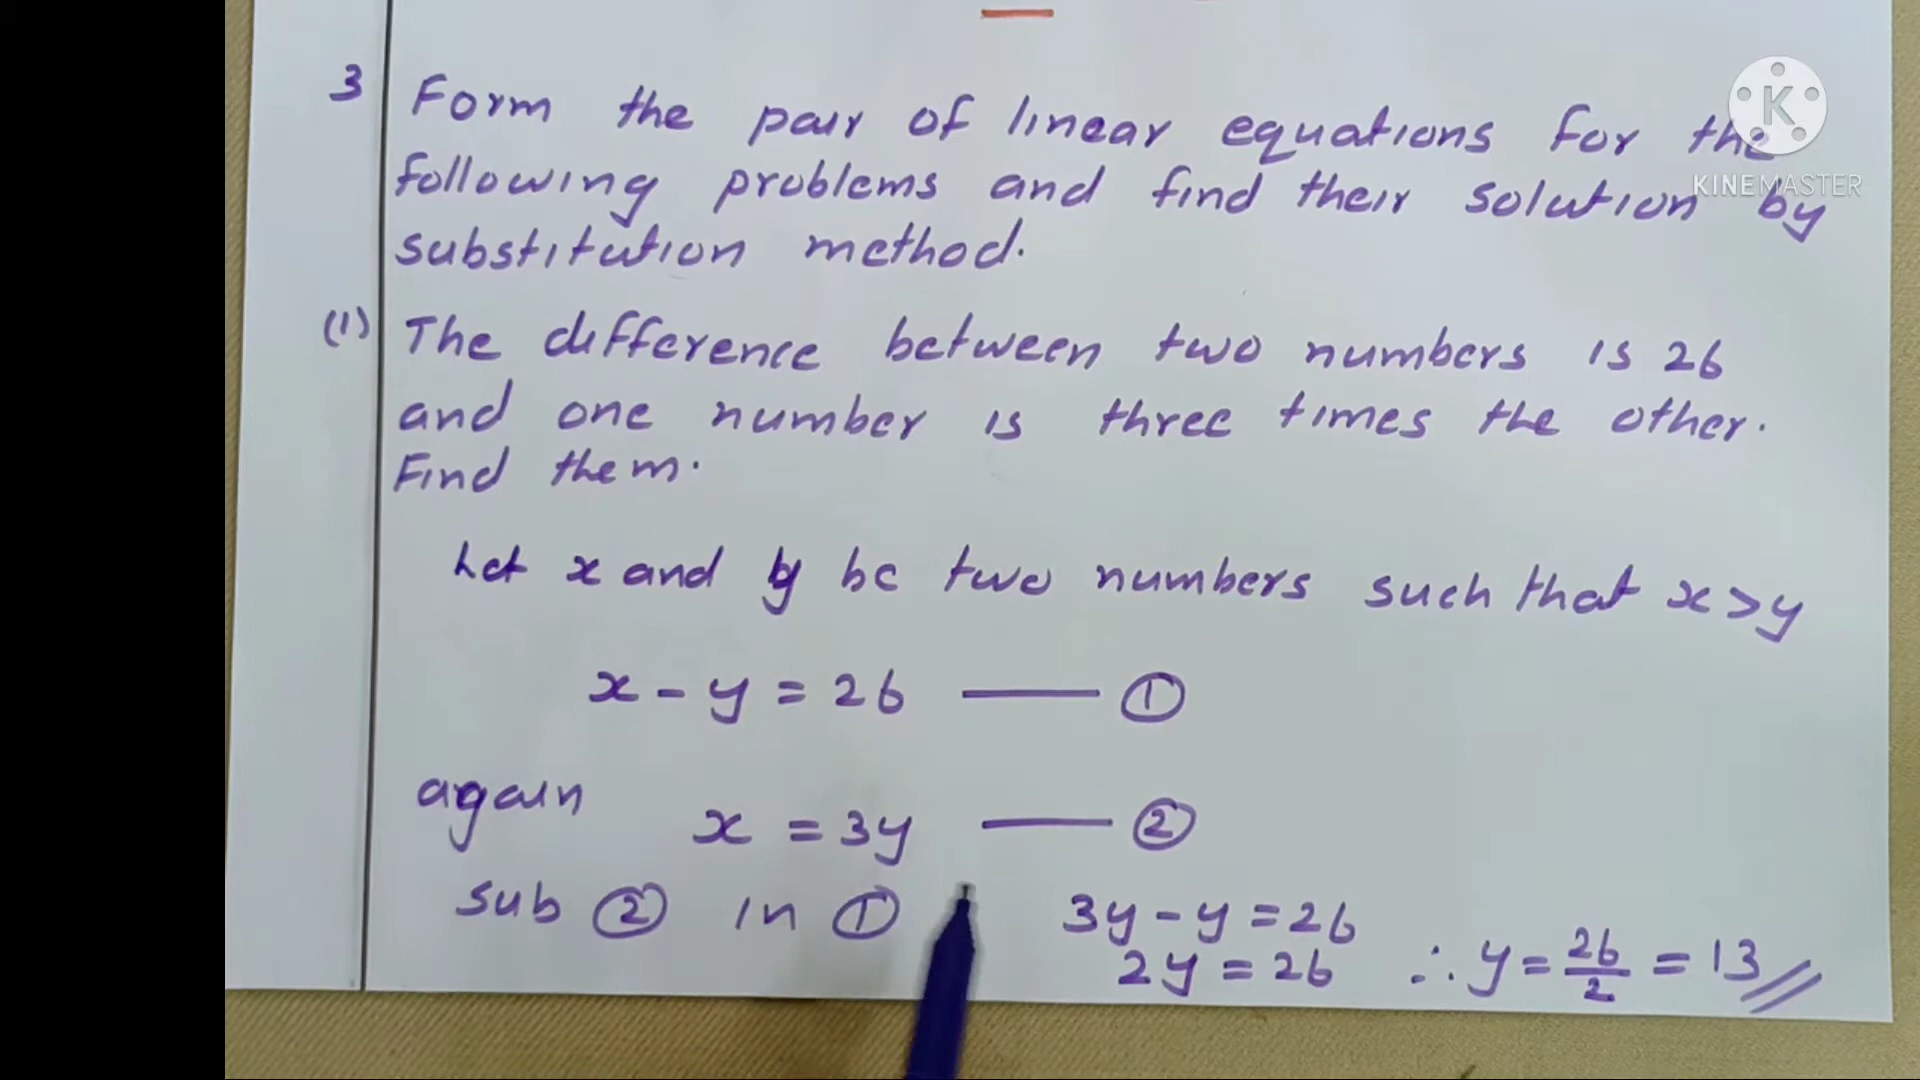 3 Form the pair of linear equations for the
following problems and find their solution by
substitution method.
(1) The difference between two numbers is 26
and one number is three times the other.
Find them.
Let x and y be two numbers such that x > y
x - y = 26 —— ①
again x = 3y —— ②
sub ② in ① 3y - y = 26
2y = 26 ∴ y = 26/2 = 13 //
K
KINEMASTER